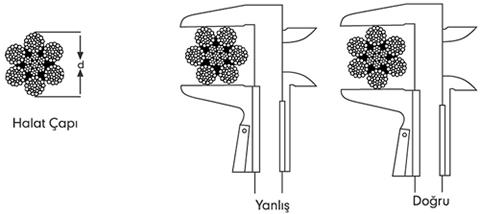 d
Halat Çapı
Yanlış
Doğru